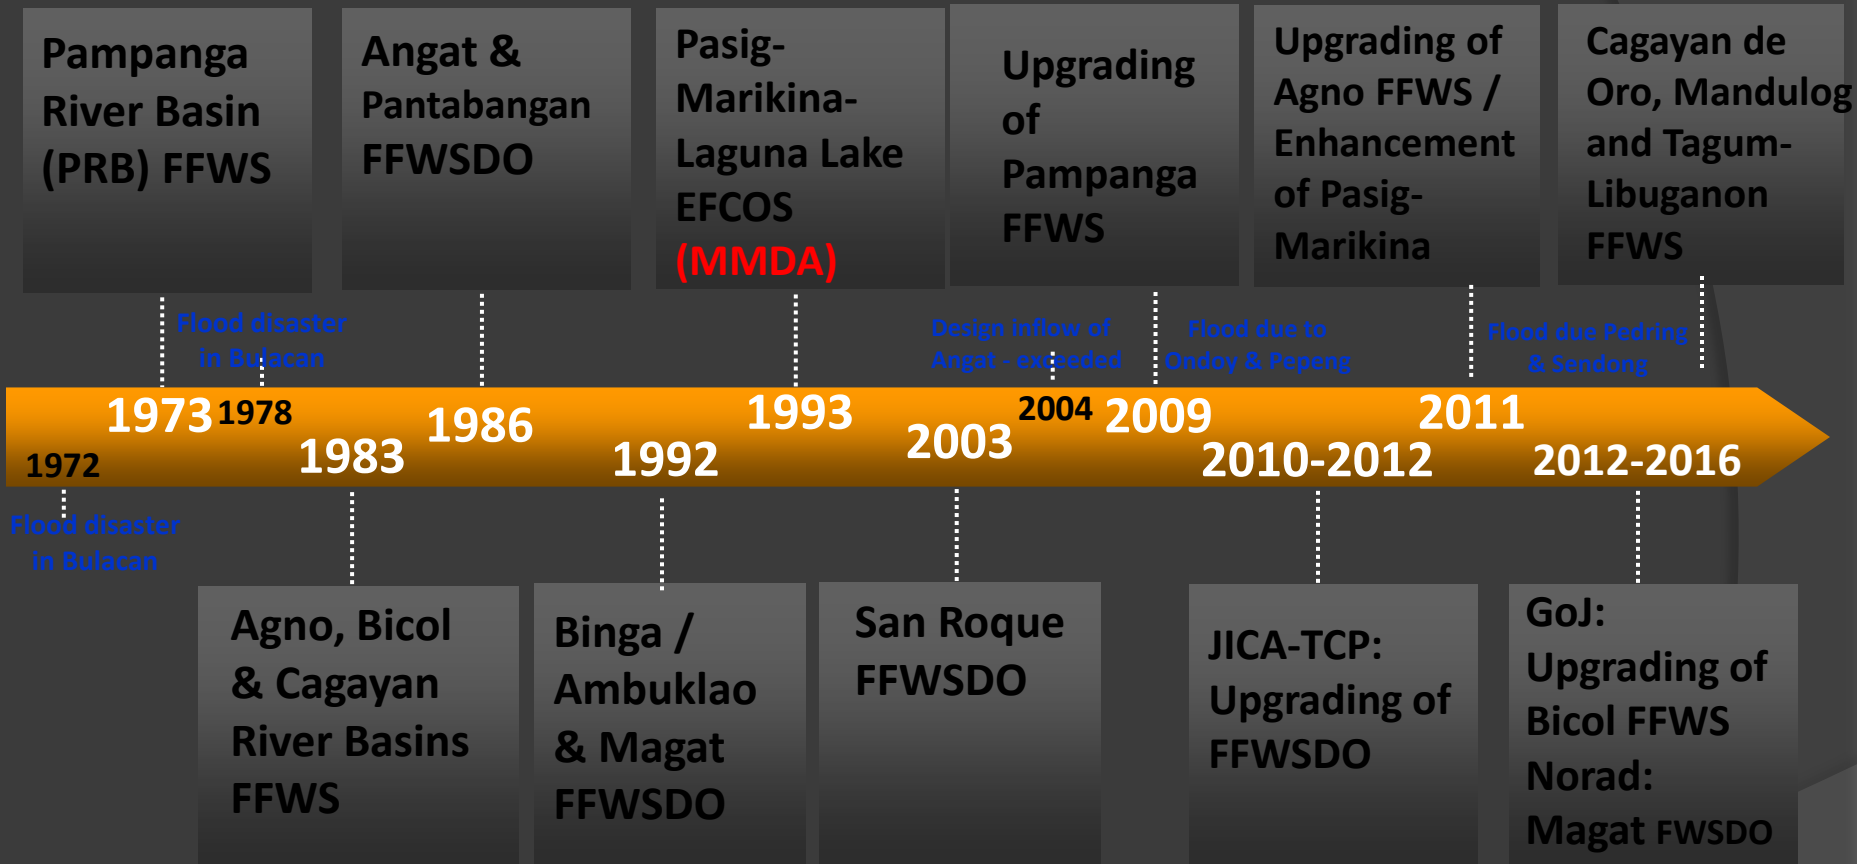 Pampanga
River Basin
(PRB) FFWS
Angat &
Pantabangan
FFWSDO
Pasig-
Marikina-
Laguna Lake
EFCOS
(MMDA)
Upgrading
of
Pampanga
FFWS
Upgrading of
Agno FFWS /
Enhancement
of Pasig-
Marikina
Cagayan de
Oro, Mandulog
and Tagum-
Libuganon
FFWS
Flood disaster
in Bulacan
Design inflow of
Angat - exceeded
Flood due to
Ondoy & Pepeng
Flood due Pedring
& Sendong
1973
1978
1986
1993
2004
2009
2011
1972
1983
1992
2003
2010-2012
2012-2016
Flood disaster
in Bulacan
Agno, Bicol
& Cagayan
River Basins
FFWS
Binga /
Ambuklao
& Magat
FFWSDO
San Roque
FFWSDO
JICA-TCP:
Upgrading of
FFWSDO
GoJ:
Upgrading of
Bicol FFWS
Norad:
Magat FWSDO